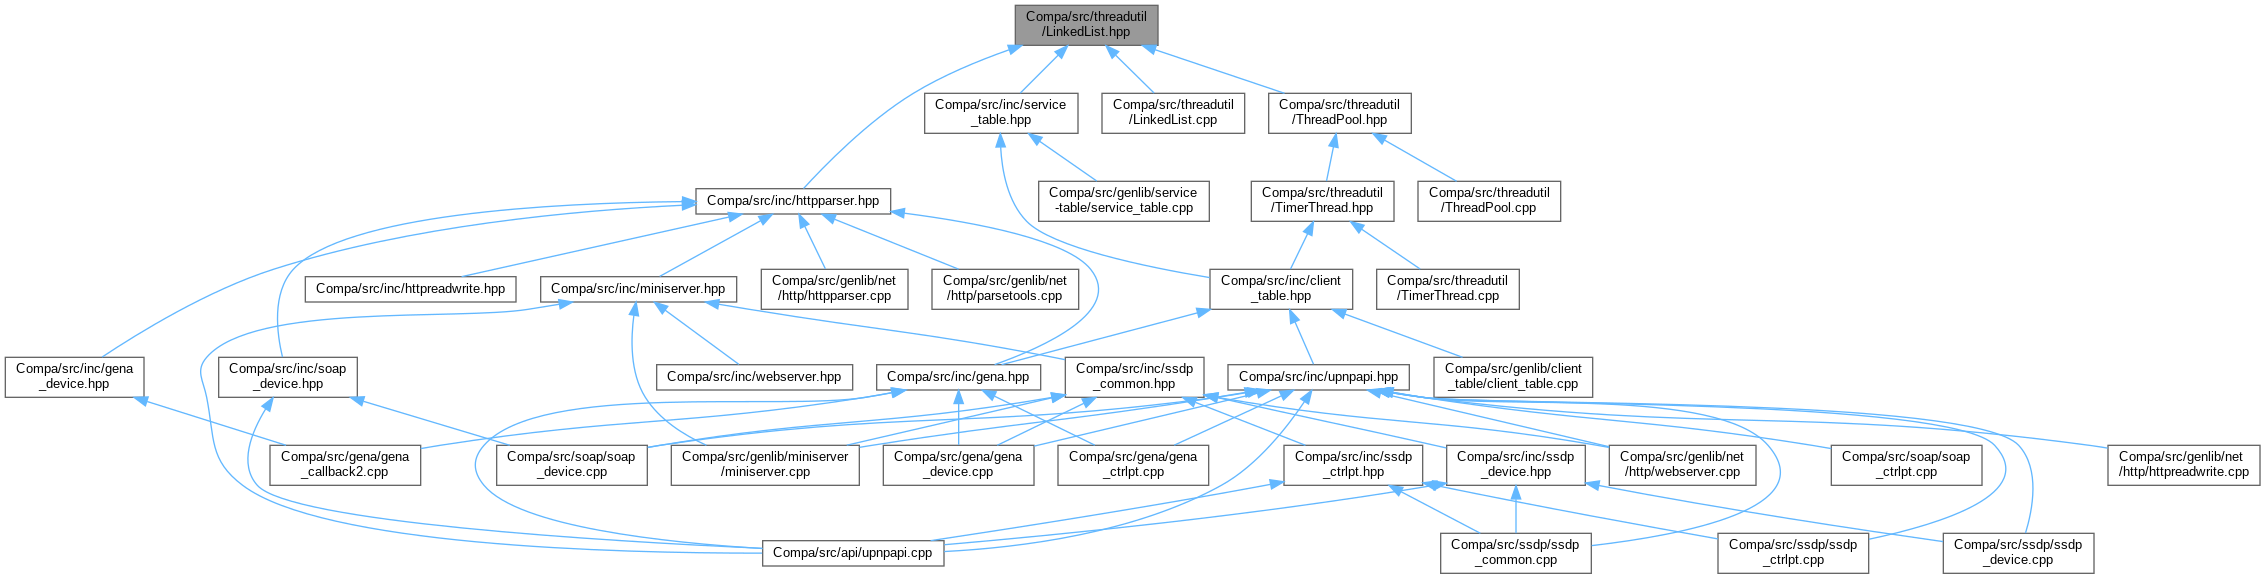 Compa/src/threadutil
/LinkedList.hpp
Compa/src/inc/service
_table.hpp
Compa/src/threadutil
/LinkedList.cpp
Compa/src/threadutil
/ThreadPool.hpp
Compa/src/inc/httpparser.hpp
Compa/src/genlib/service
-table/service_table.cpp
Compa/src/threadutil
/TimerThread.hpp
Compa/src/threadutil
/ThreadPool.cpp
Compa/src/inc/httpreadwrite.hpp
Compa/src/inc/miniserver.hpp
Compa/src/genlib/net
/http/httpparser.cpp
Compa/src/genlib/net
/http/parsetools.cpp
Compa/src/inc/client
_table.hpp
Compa/src/threadutil
/TimerThread.cpp
Compa/src/inc/gena
_device.hpp
Compa/src/inc/soap
_device.hpp
Compa/src/inc/webserver.hpp
Compa/src/inc/gena.hpp
Compa/src/inc/ssdp
_common.hpp
Compa/src/inc/upnpapi.hpp
Compa/src/genlib/client
_table/client_table.cpp
Compa/src/gena/gena
_callback2.cpp
Compa/src/soap/soap
_device.cpp
Compa/src/genlib/miniserver
/miniserver.cpp
Compa/src/gena/gena
_device.cpp
Compa/src/gena/gena
_ctrlpt.cpp
Compa/src/inc/ssdp
_ctrlpt.hpp
Compa/src/inc/ssdp
_device.hpp
Compa/src/genlib/net
/http/webserver.cpp
Compa/src/soap/soap
_ctrlpt.cpp
Compa/src/genlib/net
/http/httpreadwrite.cpp
Compa/src/api/upnpapi.cpp
Compa/src/ssdp/ssdp
_common.cpp
Compa/src/ssdp/ssdp
_ctrlpt.cpp
Compa/src/ssdp/ssdp
_device.cpp